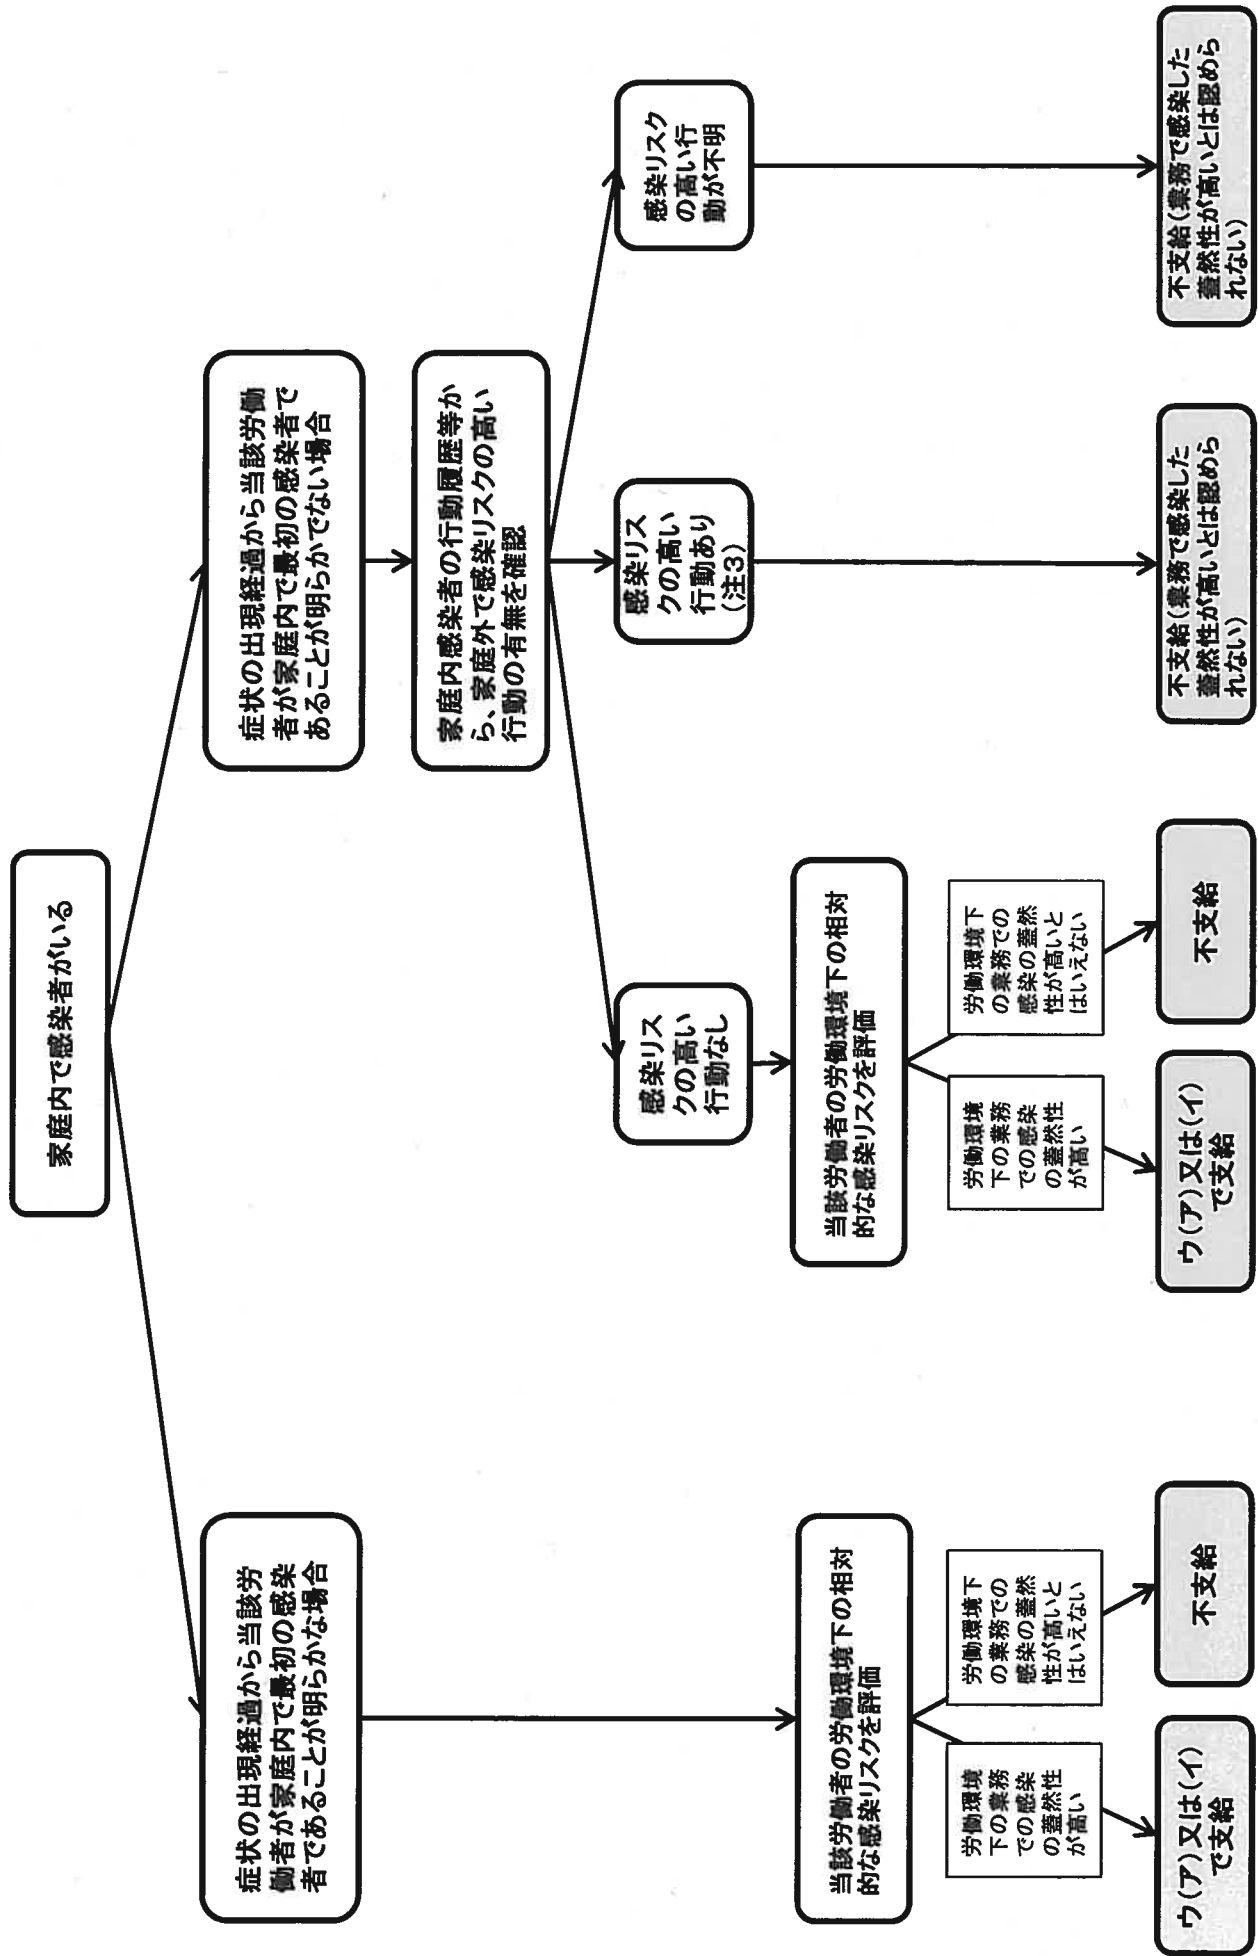 家庭内で感染者がいる
症状の出現経過から当該労
働者が家庭内で最初の感染
者であることが明らかな場合
症状の出現経過から当該労働
者が家庭内で最初の感染者で
あることが明らかでない場合
家庭内感染者の行動履歴等か
ら、家庭外で感染リスクの高い
行動の有無を確認
感染リス
クの高い
行動なし
感染リス
クの高い
行動あり
(注3)
感染リスク
の高い行
動が不明
当該労働者の労働環境下の相対
的な感染リスクを評価
当該労働者の労働環境下の相対
的な感染リスクを評価
労働環境
下の業務
での感染
の蓋然性
が高い
労働環境下
の業務での
感染の蓋然
性が高いと
はいえない
労働環境
下の業務
での感染
の蓋然性
が高い
労働環境下
の業務での
感染の蓋然
性が高いと
はいえない
ウ(ア)又は(イ)
で支給
不支給
ウ(ア)又は(イ)
で支給
不支給
不支給(業務で感染した
蓋然性が高いとは認めら
れない)
不支給(業務で感染した
蓋然性が高いとは認めら
れない)